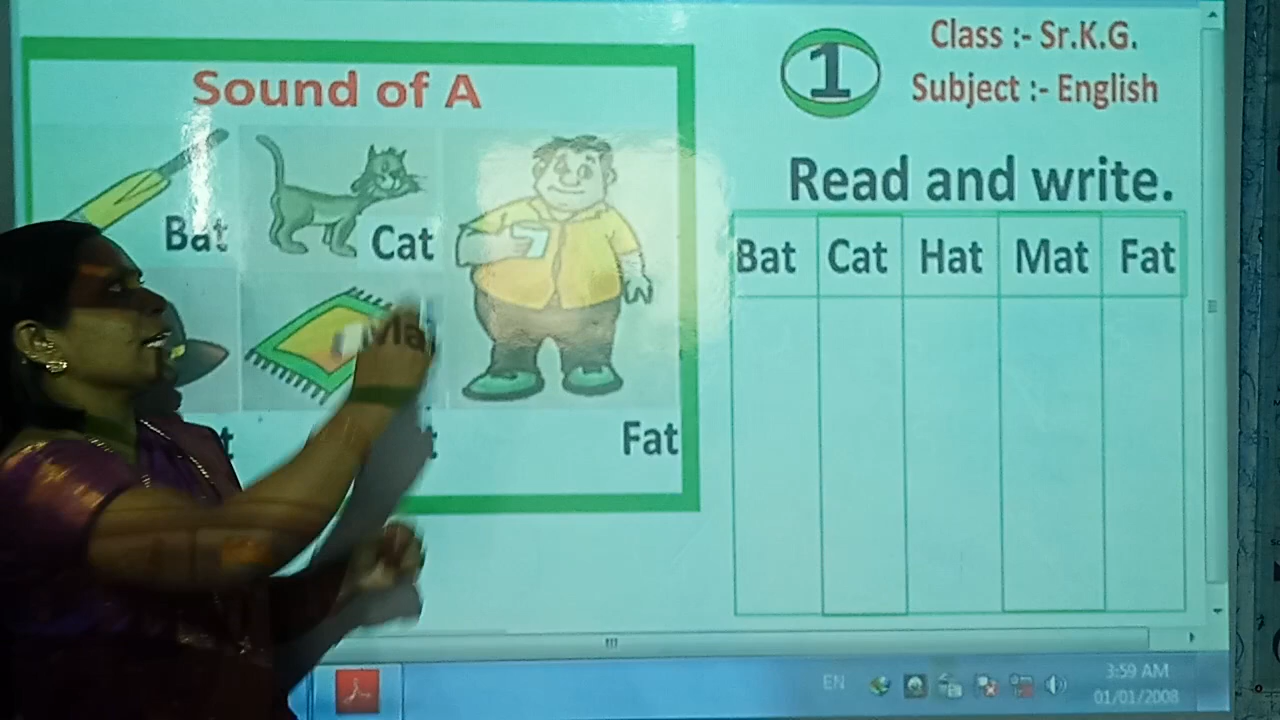 Sound of A
Bat
Cat
Mat
Fat
1
Class :- Sr.K.G.
Subject :- English
Read and write.
Bat Cat Hat Mat Fat
EN
3:59 AM
01/01/2008